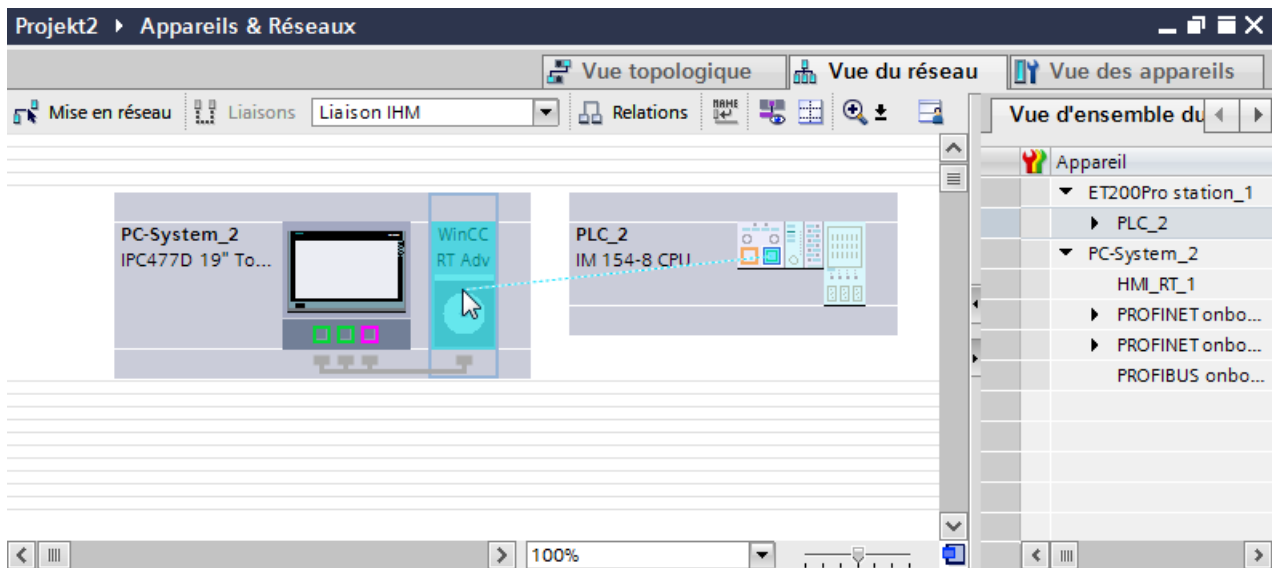 Projekt2 ▸ Appareils & Réseaux
Vue topologique
Vue du réseau
Vue des appareils
Mise en réseau
Liaisons
Liaison IHM
Relations
Vue d'ensemble du
PC-System_2
IPC477D 19" To...
WinCC
RT Adv
PLC_2
IM 154-8 CPU
Appareil
ET200Pro station_1
PLC_2
PC-System_2
HMI_RT_1
PROFINET onbo...
PROFINET onbo...
PROFIBUS onbo...
100%